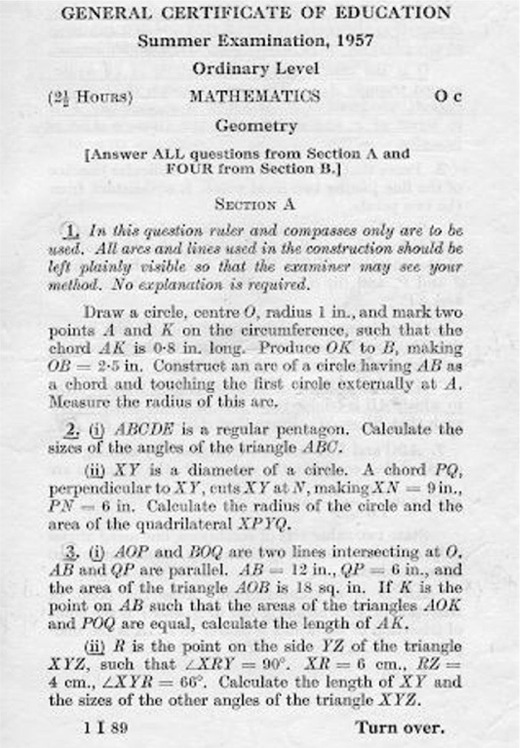 GENERAL CERTIFICATE OF EDUCATION
Summer Examination, 1957
Ordinary Level
(2½ Hours) MATHEMATICS O c
Geometry
[Answer ALL questions from Section A and
FOUR from Section B.]
Section A
1. In this question ruler and compasses only are to be
used. All arcs and lines used in the construction should be
left plainly visible so that the examiner may see your
method. No explanation is required.
Draw a circle, centre O, radius 1 in., and mark two
points A and K on the circumference, such that the
chord AK is 0·8 in. long. Produce OK to B, making
OB = 2·5 in. Construct an arc of a circle having AB as
a chord and touching the first circle externally at A.
Measure the radius of this arc.
2. (i) ABCDE is a regular pentagon. Calculate the
sizes of the angles of the triangle ABC.
(ii) XY is a diameter of a circle. A chord PQ,
perpendicular to XY, cuts XY at N, making XN = 9 in.,
PN = 6 in. Calculate the radius of the circle and the
area of the quadrilateral XPYQ.
3. (i) AOP and BOQ are two lines intersecting at O.
AB and QP are parallel. AB = 12 in., QP = 6 in., and
the area of the triangle AOB is 18 sq. in. If K is the
point on AB such that the areas of the triangles AOK
and POQ are equal, calculate the length of AK.
(ii) R is the point on the side YZ of the triangle
XYZ, such that ∠XRY = 90°. XR = 6 cm., RZ =
4 cm., ∠XYR = 66°. Calculate the length of XY and
the sizes of the other angles of the triangle XYZ.
1 I 89 Turn over.